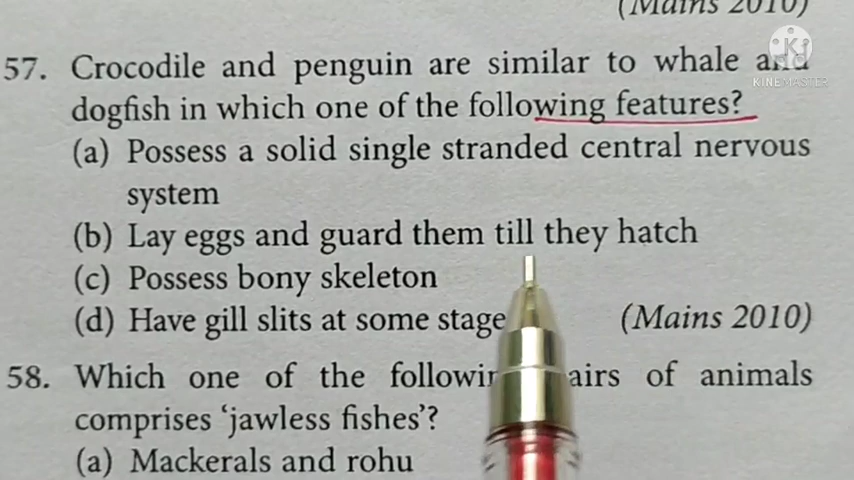 (Mains 2010)
57. Crocodile and penguin are similar to whale and
KINEMASTER
dogfish in which one of the following features?
(a) Possess a solid single stranded central nervous
system
(b) Lay eggs and guard them till they hatch
(c) Possess bony skeleton
(d) Have gill slits at some stage (Mains 2010)
58. Which one of the followin airs of animals
comprises ‘jawless fishes’?
(a) Mackerals and rohu